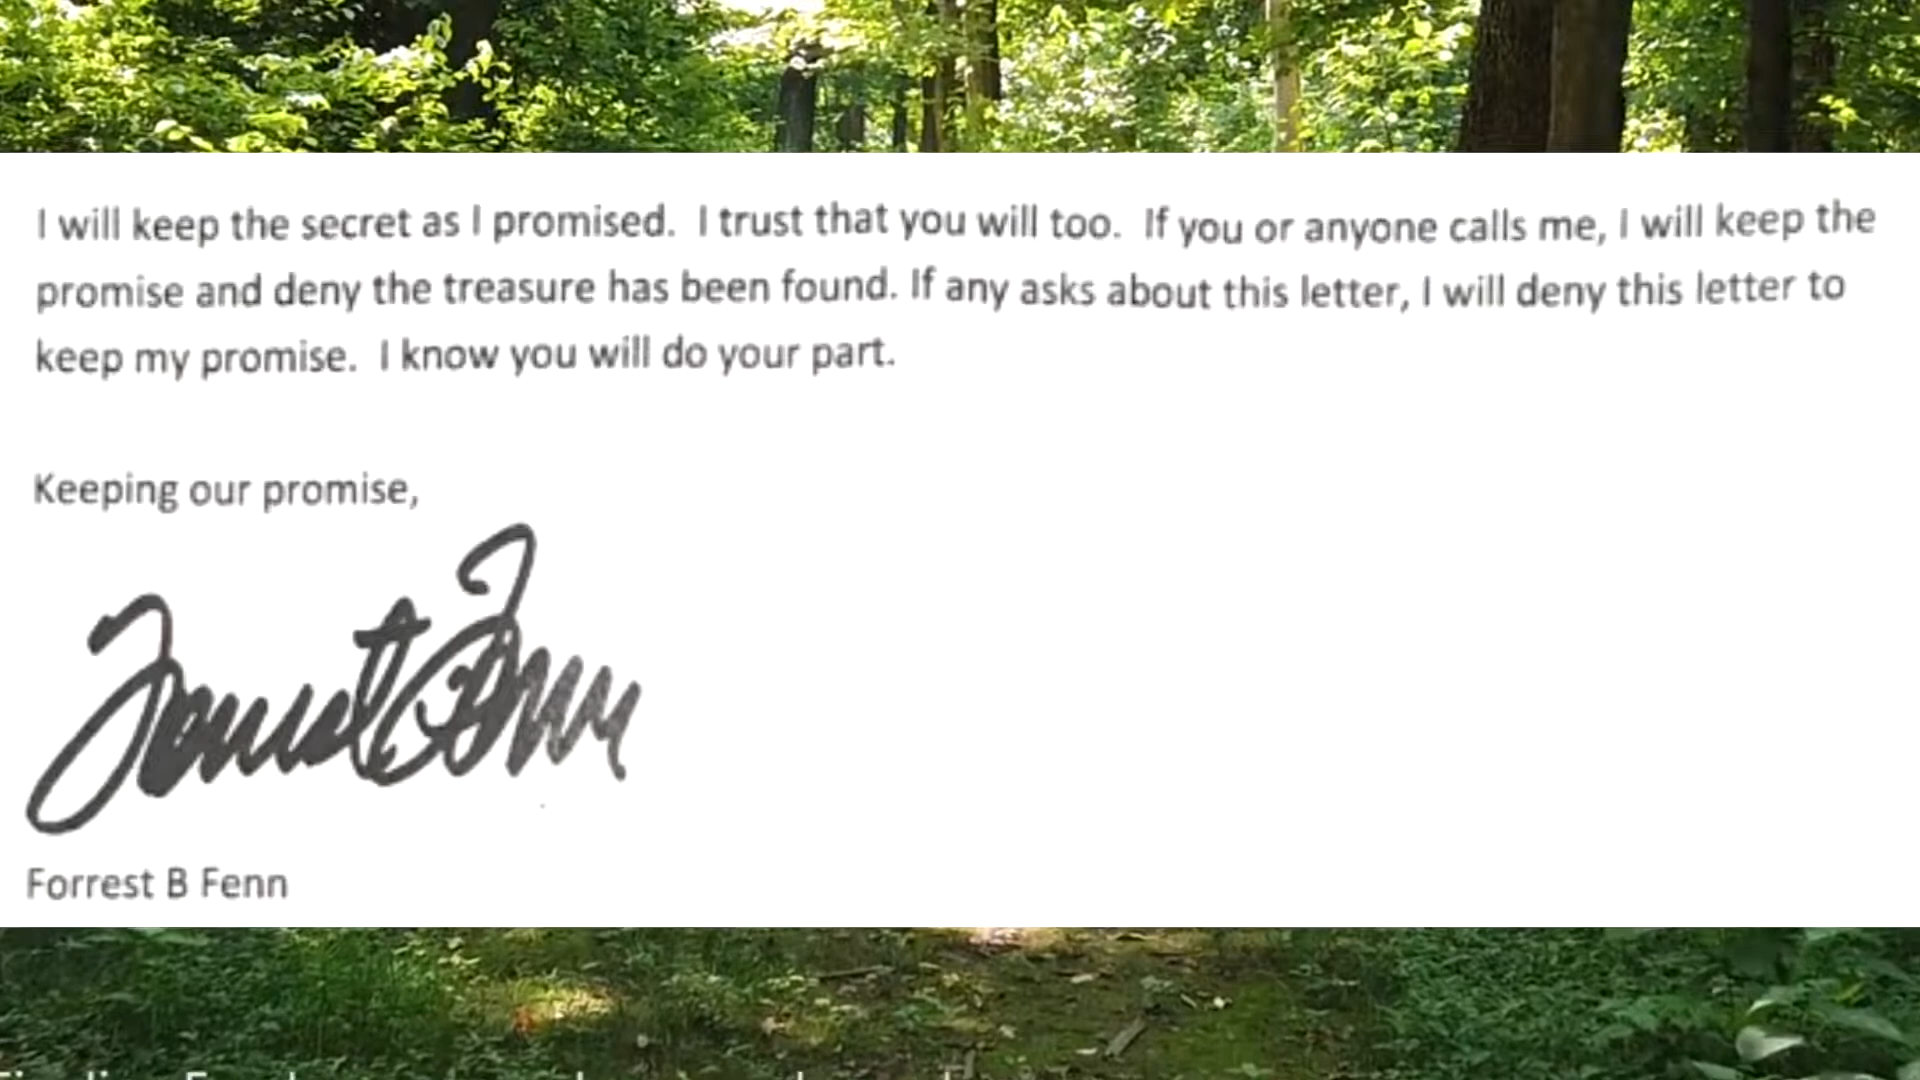 I will keep the secret as I promised.  I trust that you will too.  If you or anyone calls me, I will keep the
promise and deny the treasure has been found. If any asks about this letter, I will deny this letter to
keep my promise.  I know you will do your part.
Keeping our promise,
Forrest Fenn
Forrest B Fenn